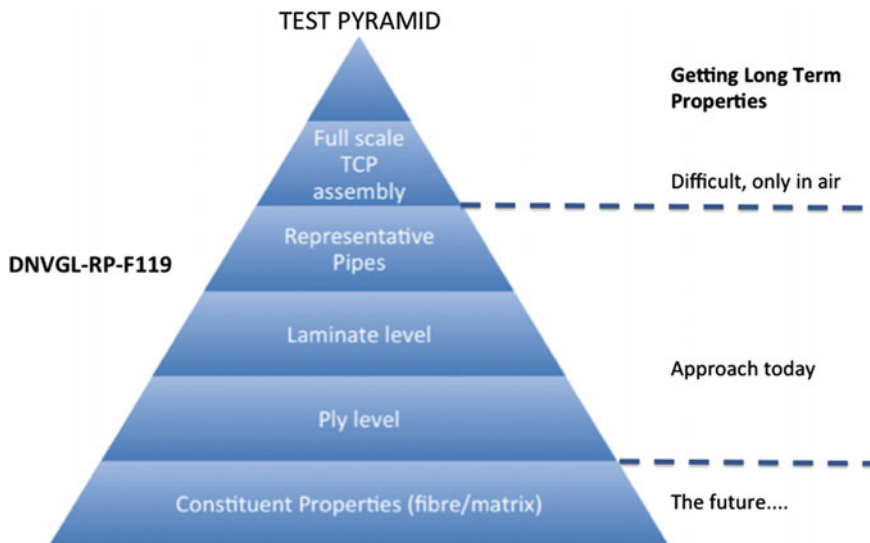 TEST PYRAMID
Getting Long Term
Properties
Full scale
TCP
assembly
Difficult, only in air
Representative
Pipes
DNVGL-RP-F119
Laminate level
Approach today
Ply level
Constituent Properties (fibre/matrix)
The future....